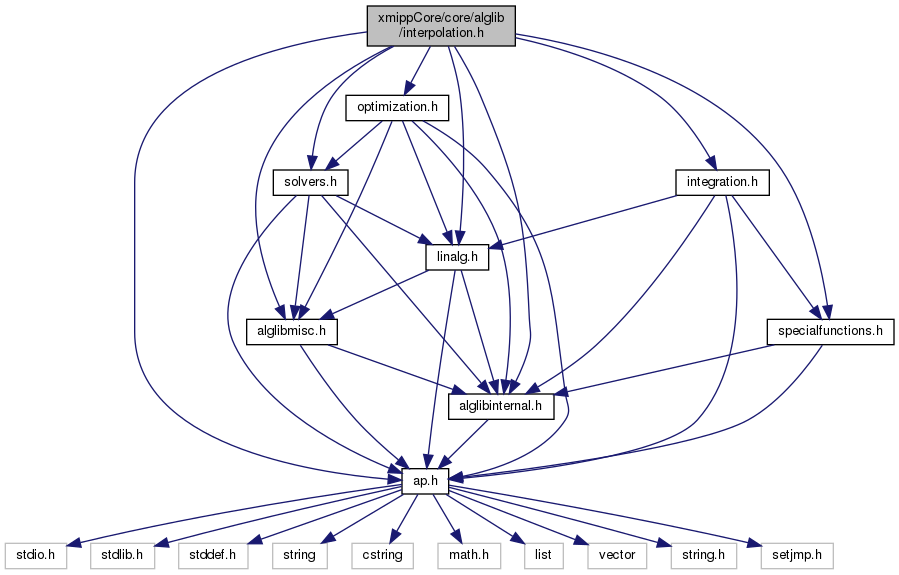 xmippCore/core/alglib
/interpolation.h
optimization.h
solvers.h
integration.h
linalg.h
alglibmisc.h
specialfunctions.h
alglibinternal.h
ap.h
stdio.h
stdlib.h
stddef.h
string
cstring
math.h
list
vector
string.h
setjmp.h